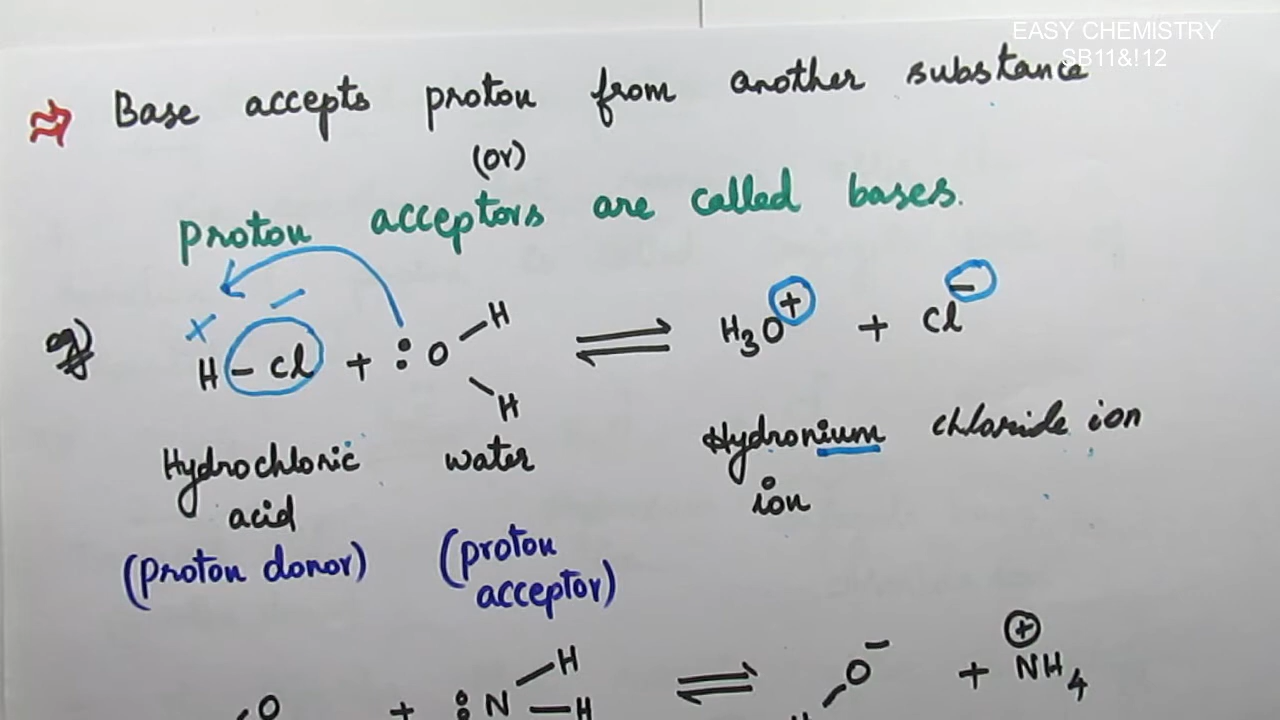 EASY CHEMISTRY
SB11&!12
⇒ Base accepts proton from another substance
(or)
Proton acceptors are called bases.
eg) H – Cl + :O – H – H ⇌ H3O+ + Cl−
+ −
Hydrochloric acid water Hydronium ion chloride ion
(Proton donor) (proton acceptor)
O + :N – H – H ⇌ O− + NH4 +